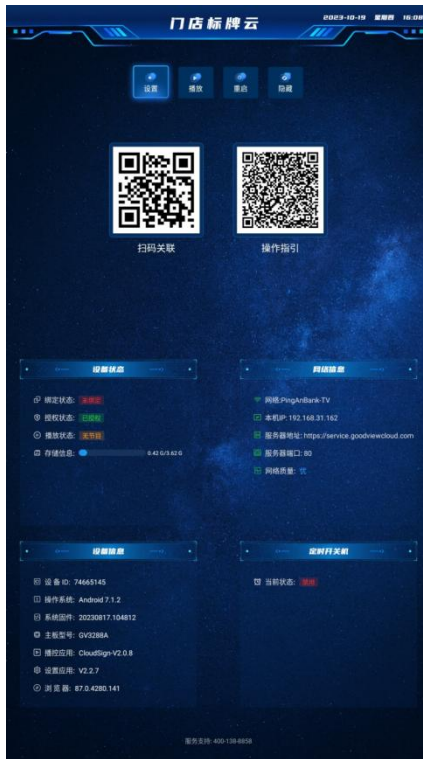 门店标牌云
2023-10-19 星期四 16:08
设置 播放 重启 隐藏
扫码关联 操作指引
设备状态
绑定状态: 未绑定
授权状态: 已授权
播放状态: 无节目
存储信息: 0.42 G/3.62 G
网络信息
网络:PingAnBank-TV
本机IP: 192.168.31.162
服务器地址: https://service.goodviewcloud.com
服务器端口: 80
网络质量: 优
设备信息
设 备 ID: 74665145
操作系统: Android 7.1.2
系统固件: 20230817.104812
主板型号: GV3288A
播控应用: CloudSign-V2.0.8
设置应用: V2.2.7
浏 览 器: 87.0.4280.141
定时开关机
当前状态:
服务支持: 400-138-8858